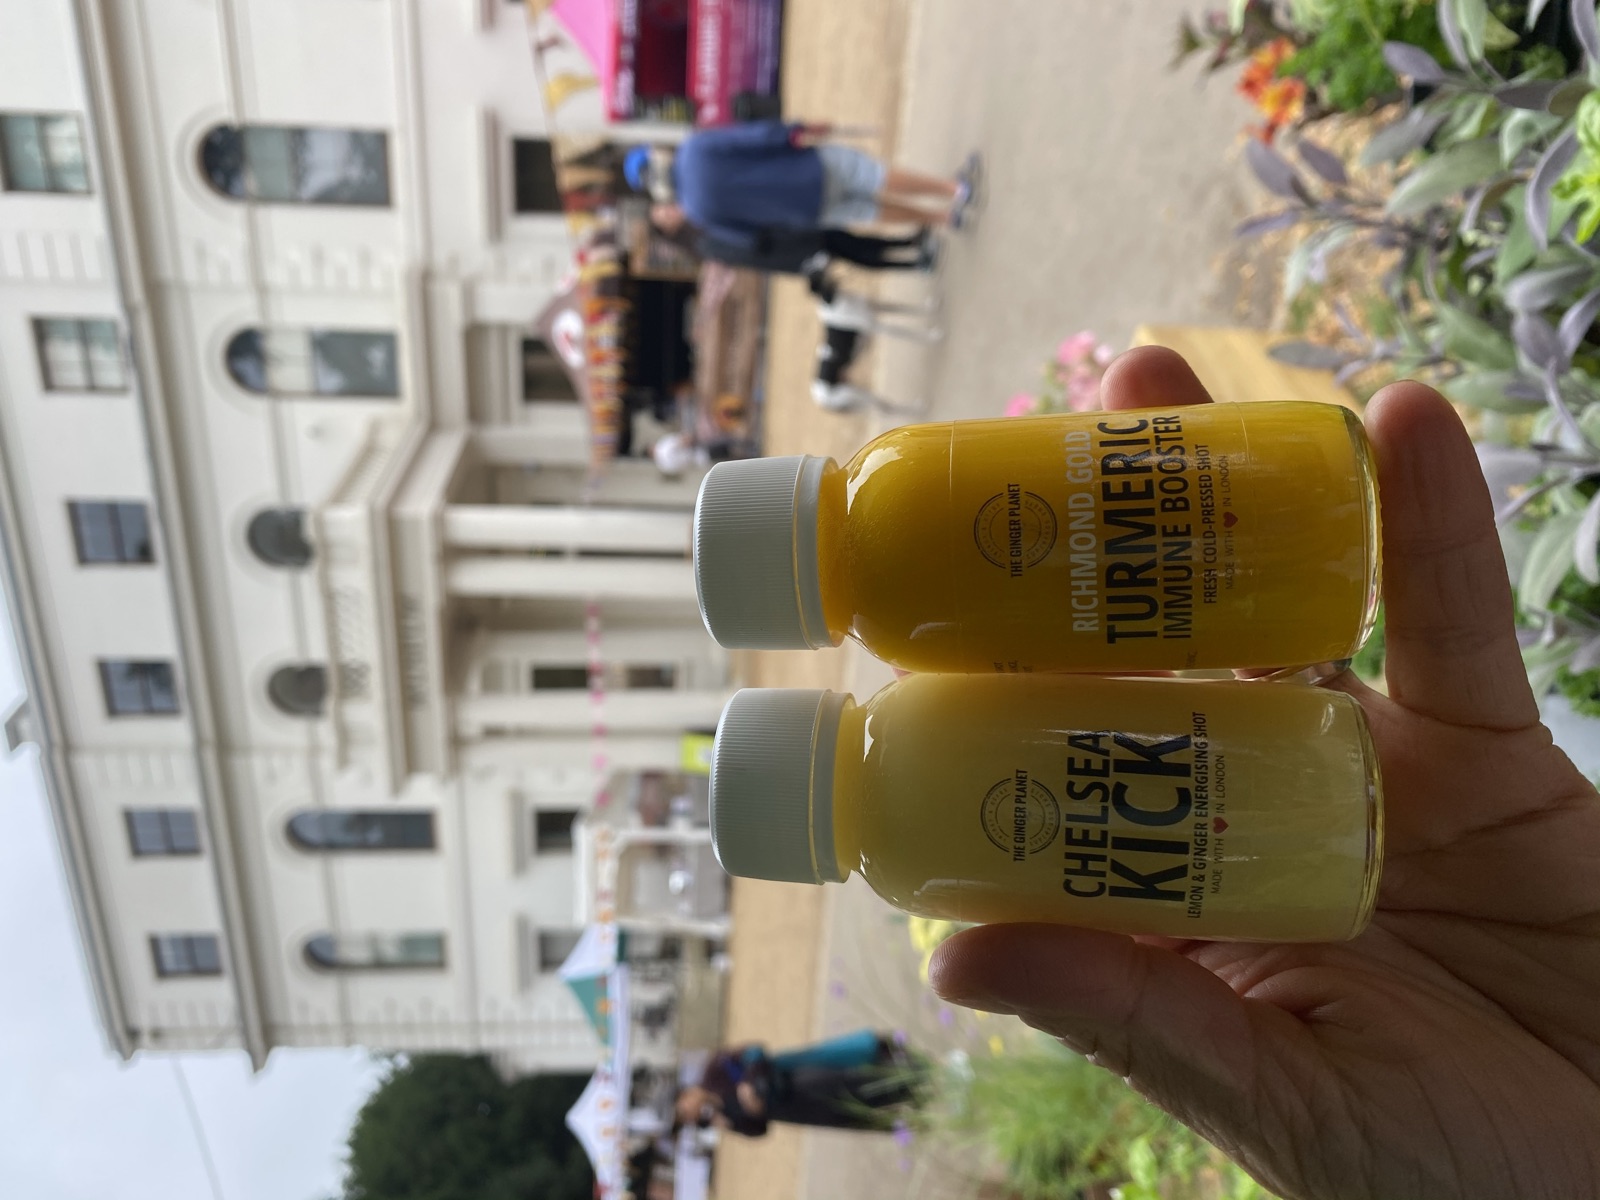 THE GINGER PLANET
CHELSEA
KICK
LEMON & GINGER ENERGISING SHOT
MADE WITH ❤ IN LONDON
THE GINGER PLANET
RICHMOND GOLD
TURMERIC
IMMUNE BOOSTER
FRESH COLD-PRESSED SHOT
MADE WITH ❤ IN LONDON